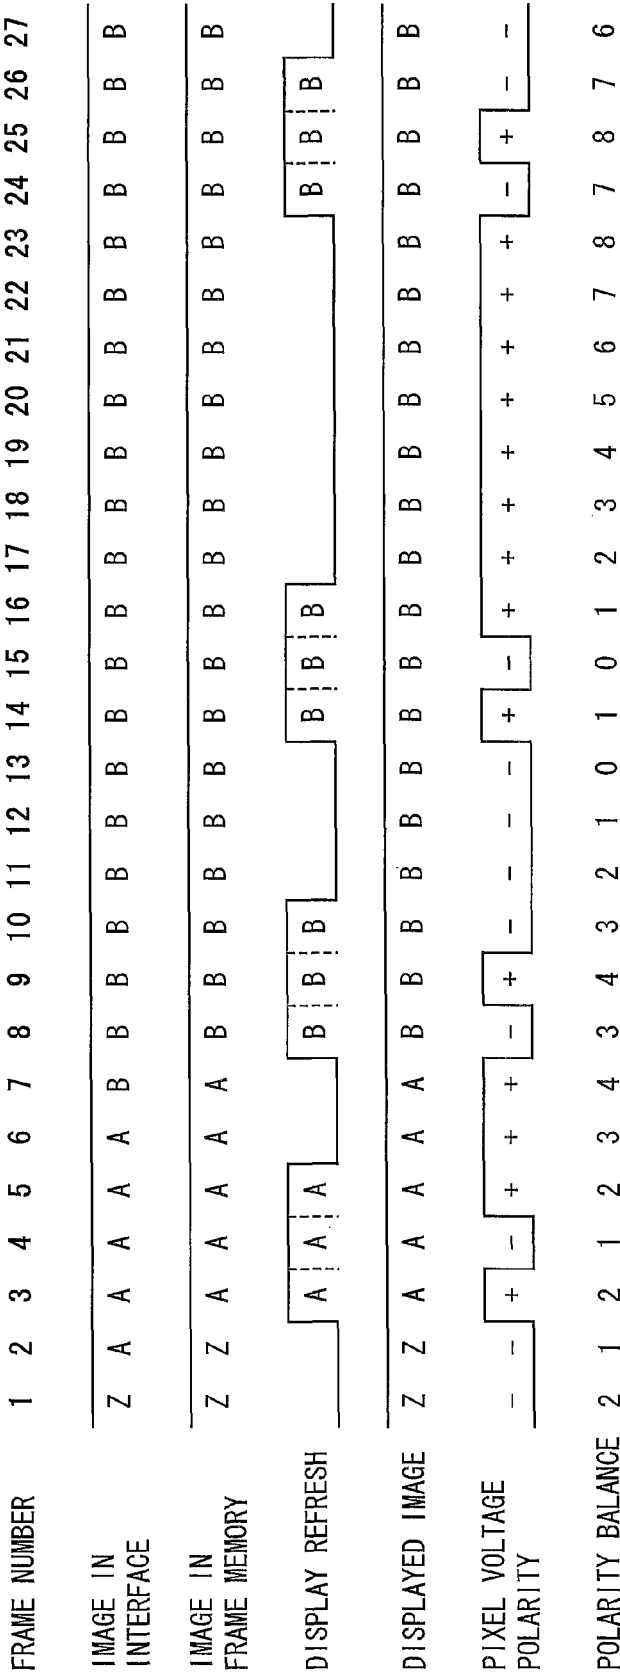 FRAME NUMBER 1 2 3 4 5 6 7 8 9 10 11 12 13 14 15 16 17 18 19 20 21 22 23 24 25 26 27
IMAGE IN
INTERFACE Z A A A A A B B B B B B B B B B B B B B B B B B B B B
IMAGE IN
FRAME MEMORY Z Z A A A A A B B B B B B B B B B B B B B B B B B B B
DISPLAY REFRESH A A A B B B B B B B B B
DISPLAYED IMAGE Z Z A A A A A B B B B B B B B B B B B B B B B B B B B
PIXEL VOLTAGE
POLARITY - - + - + + + - + - - - - + - + + + + + + + + - + - -
POLARITY BALANCE 2 1 2 1 2 3 4 3 4 3 2 1 0 1 0 1 2 3 4 5 6 7 8 7 8 7 6